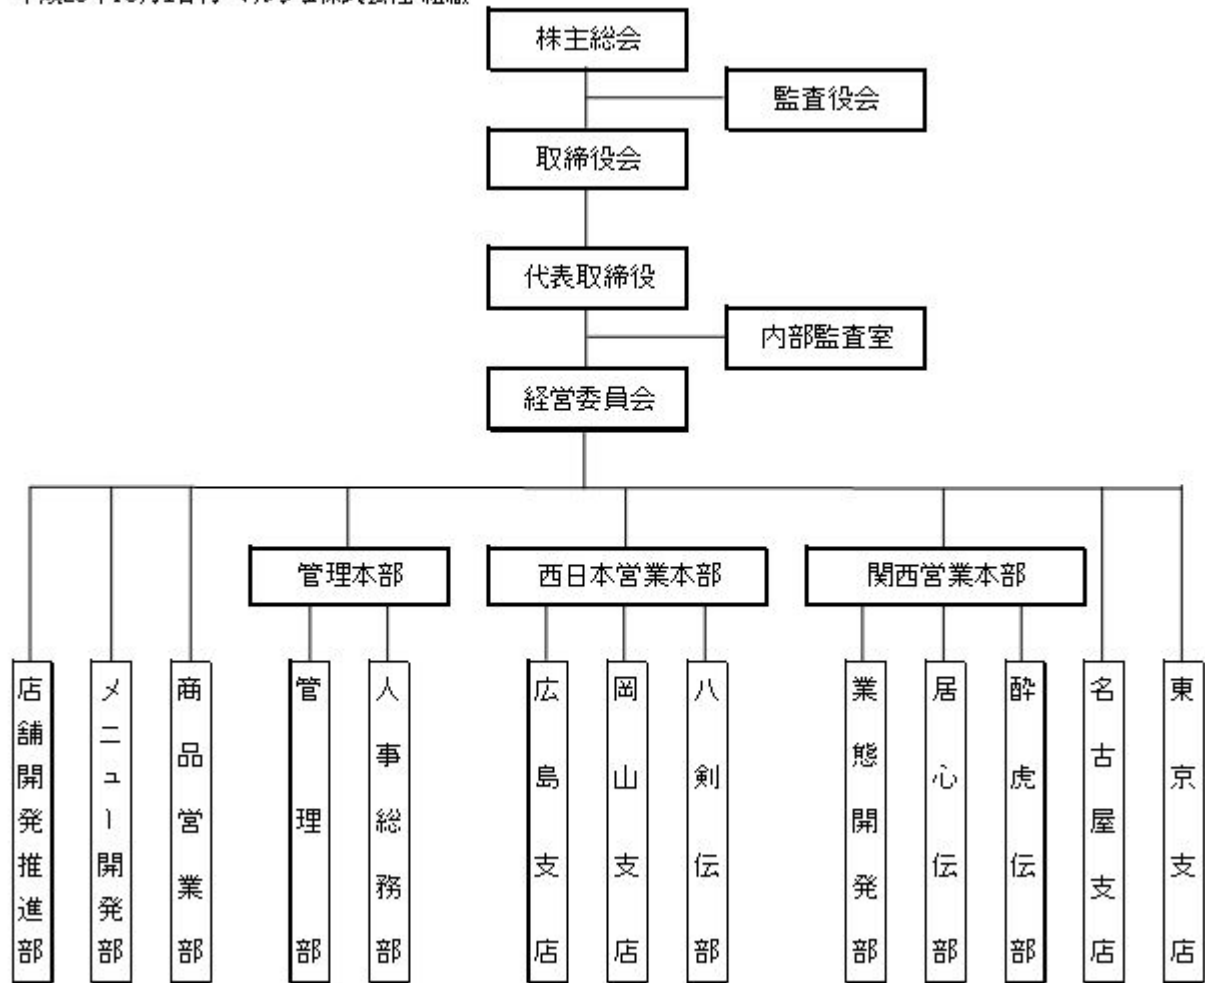 株主総会
監査役会
取締役会
代表取締役
内部監査室
経営委員会
管理本部
西日本営業本部
関西営業本部
店舗開発推進部
メニュー開発部
商品営業部
管理部
人事総務部
広島支店
岡山支店
八剣伝部
業態開発部
居心伝部
酔虎伝部
名古屋支店
東京支店